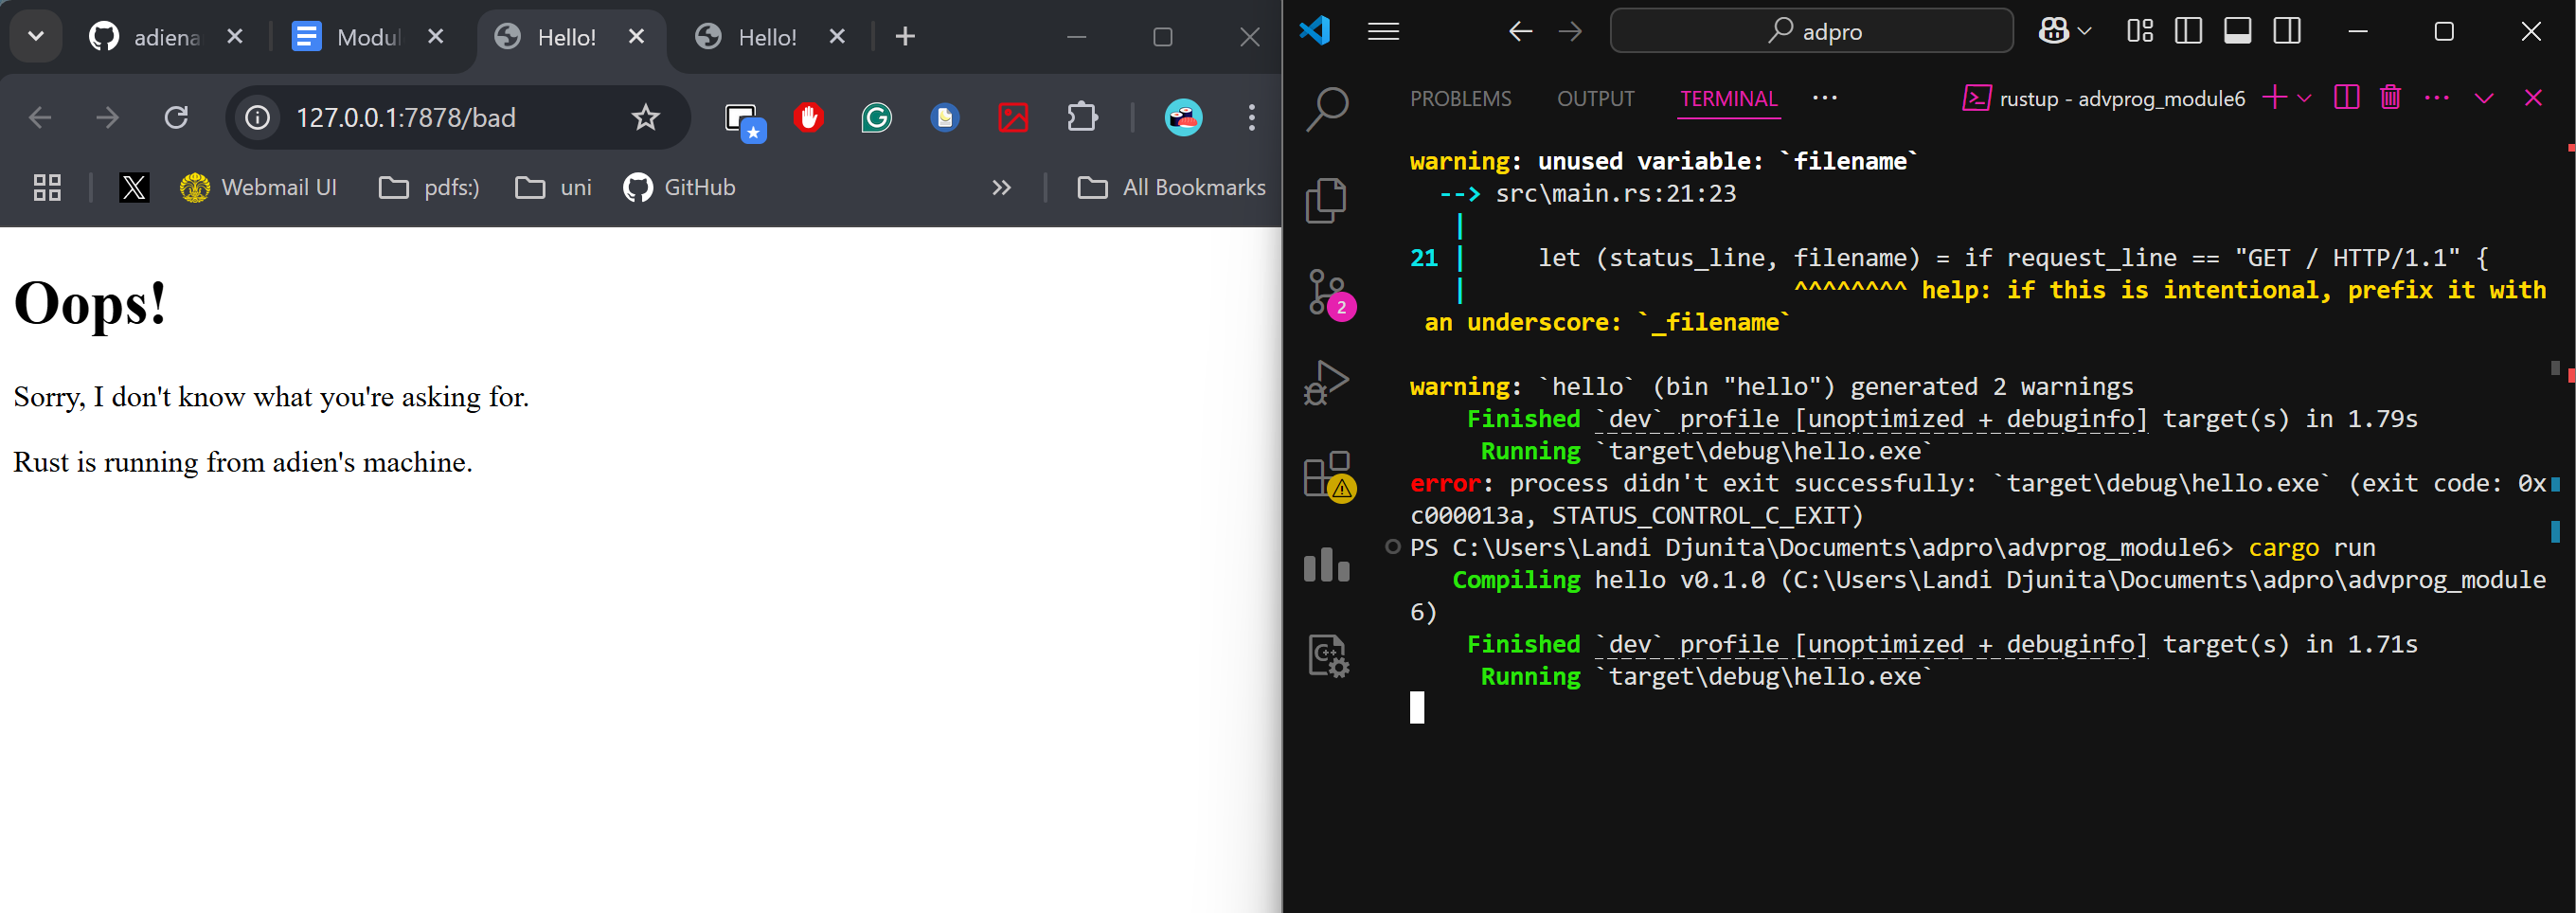 adiena
Modul
Hello!
Hello!
127.0.0.1:7878/bad
Webmail UI
pdfs:)
uni
GitHub
All Bookmarks
Oops!
Sorry, I don't know what you're asking for.
Rust is running from adien's machine.
adpro
PROBLEMS
OUTPUT
TERMINAL
rustup - advprog_module6
warning: unused variable: `filename`
--> src\main.rs:21:23
|
21 | let (status_line, filename) = if request_line == "GET / HTTP/1.1" {
| ^^^^^^^^ help: if this is intentional, prefix it with
an underscore: `_filename`
warning: `hello` (bin "hello") generated 2 warnings
Finished `dev` profile [unoptimized + debuginfo] target(s) in 1.79s
Running `target\debug\hello.exe`
error: process didn't exit successfully: `target\debug\hello.exe` (exit code: 0x
c000013a, STATUS_CONTROL_C_EXIT)
PS C:\Users\Landi Djunita\Documents\adpro\advprog_module6> cargo run
Compiling hello v0.1.0 (C:\Users\Landi Djunita\Documents\adpro\advprog_module
6)
Finished `dev` profile [unoptimized + debuginfo] target(s) in 1.71s
Running `target\debug\hello.exe`
2